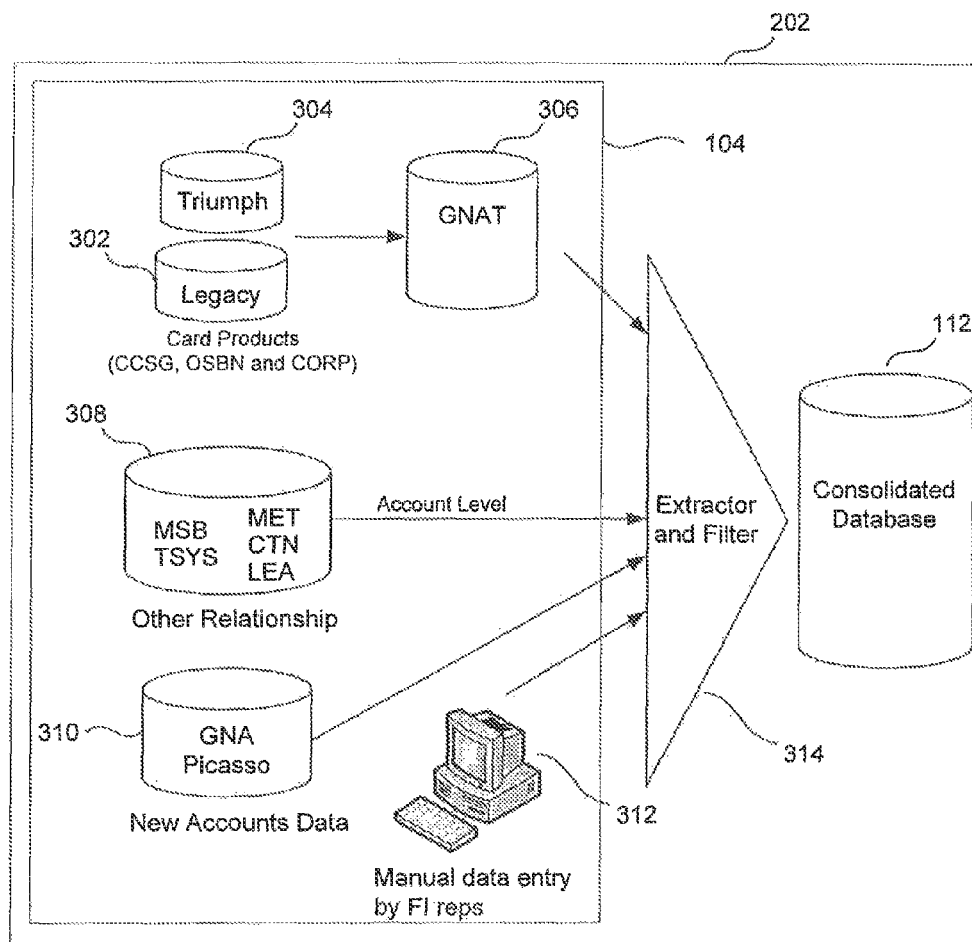 202
304
306
104
Triumph
GNAT
302
Legacy
Card Products
(CCSG, OSBN and CORP)
112
308
Account Level
MSB MET
TSYS CTN
LEA
Extractor
and Filter
Consolidated
Database
Other Relationship
310
GNA
Picasso
314
312
New Accounts Data
Manual data entry
by FI reps